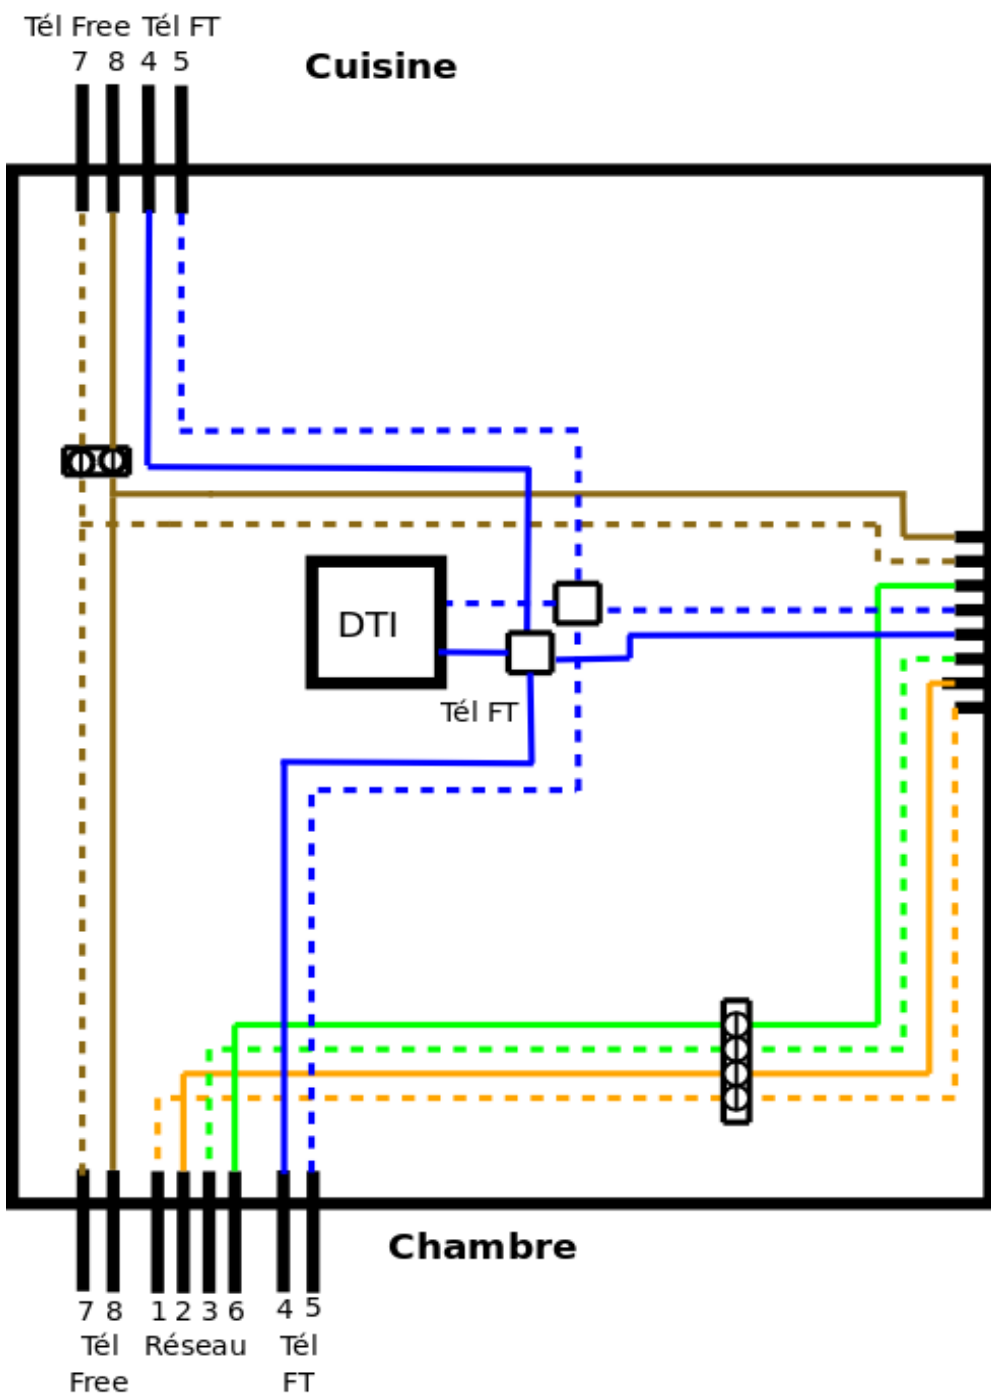 Tél Free Tél FT
7 8 4 5
Cuisine
DTI
Tél FT
Chambre
7 8 1 2 3 6 4 5
Tél Réseau Tél
Free FT